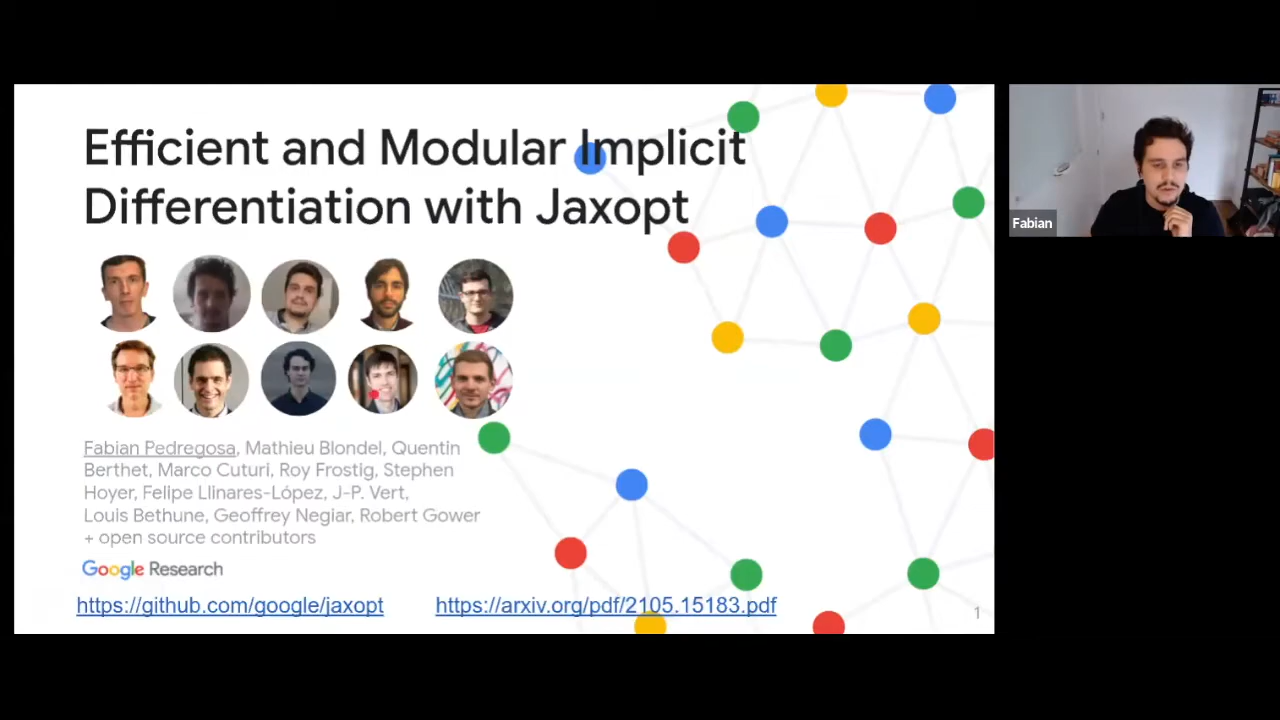 Efficient and Modular Implicit
Differentiation with Jaxopt
Fabian Pedregosa, Mathieu Blondel, Quentin
Berthet, Marco Cuturi, Roy Frostig, Stephen
Hoyer, Felipe Llinares-López, J-P. Vert,
Louis Bethune, Geoffrey Negiar, Robert Gower
+ open source contributors
Google Research
https://github.com/google/jaxopt https://arxiv.org/pdf/2105.15183.pdf
1
Fabian